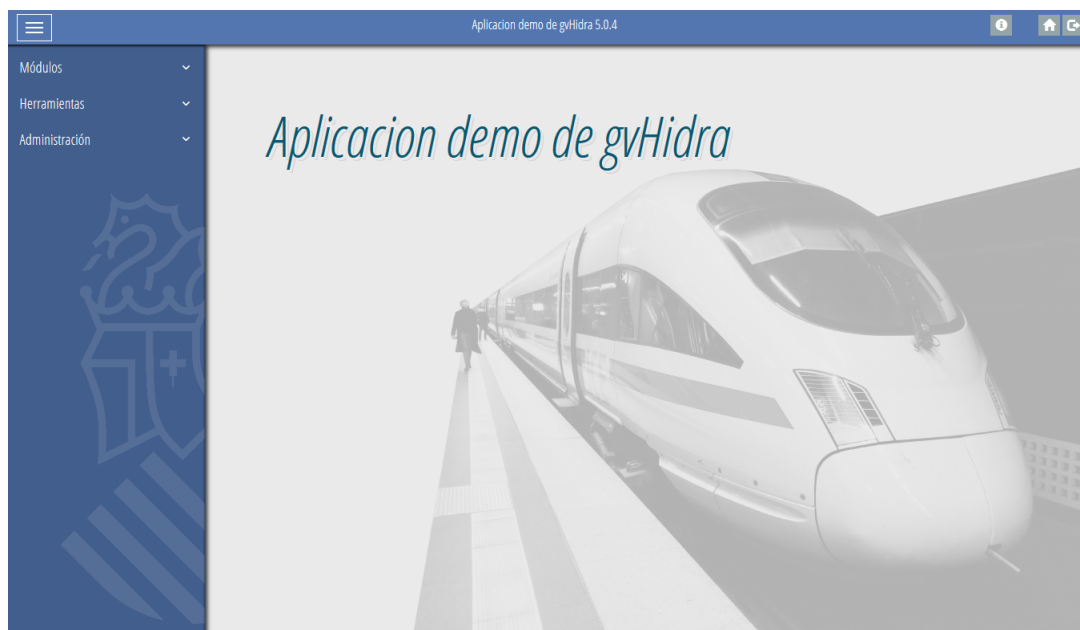 Aplicacion demo de gvHidra 5.0.4
Módulos
Herramientas
Administración
Aplicacion demo de gvHidra